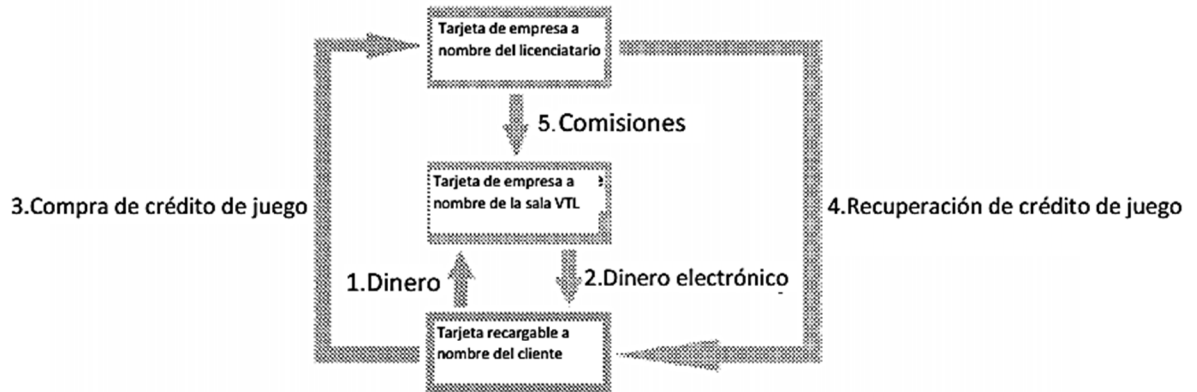 Tarjeta de empresa a
nombre del licenciatario
5.Comisiones
Tarjeta de empresa a
nombre de la sala VTL
3.Compra de crédito de juego
4.Recuperación de crédito de juego
1.Dinero
2.Dinero electrónico
Tarjeta recargable a
nombre del cliente